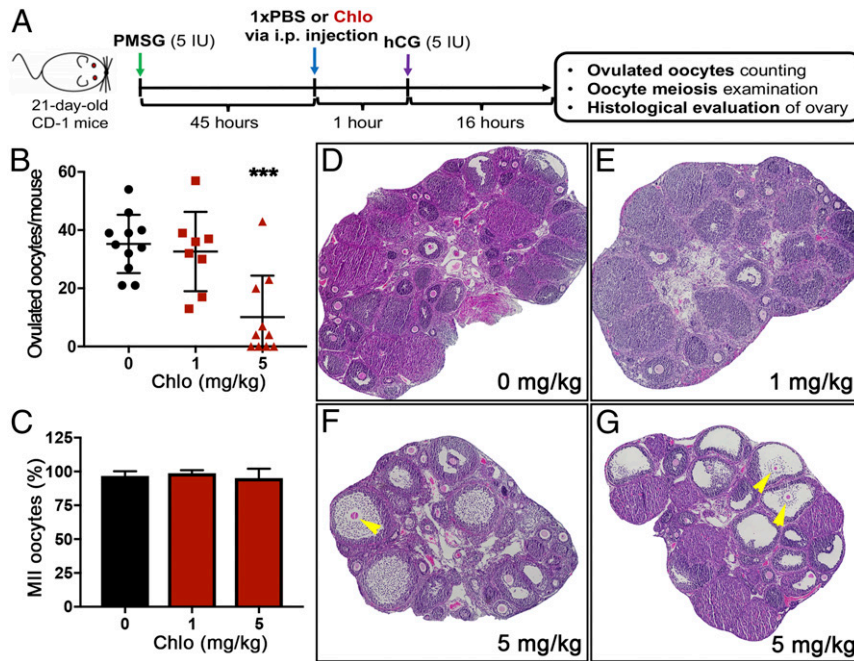 A
PMSG (5 IU)
1xPBS or Chlo
via i.p. injection
hCG (5 IU)
21-day-old
CD-1 mice
45 hours
1 hour
16 hours
• Ovulated oocytes counting
• Oocyte meiosis examination
• Histological evaluation of ovary
B
Ovulated oocytes/mouse
60
40
20
0
***
0 1 5
Chlo (mg/kg)
C
MII oocytes (%)
125
100
75
50
25
0
0 1 5
Chlo (mg/kg)
D
0 mg/kg
E
1 mg/kg
F
5 mg/kg
G
5 mg/kg